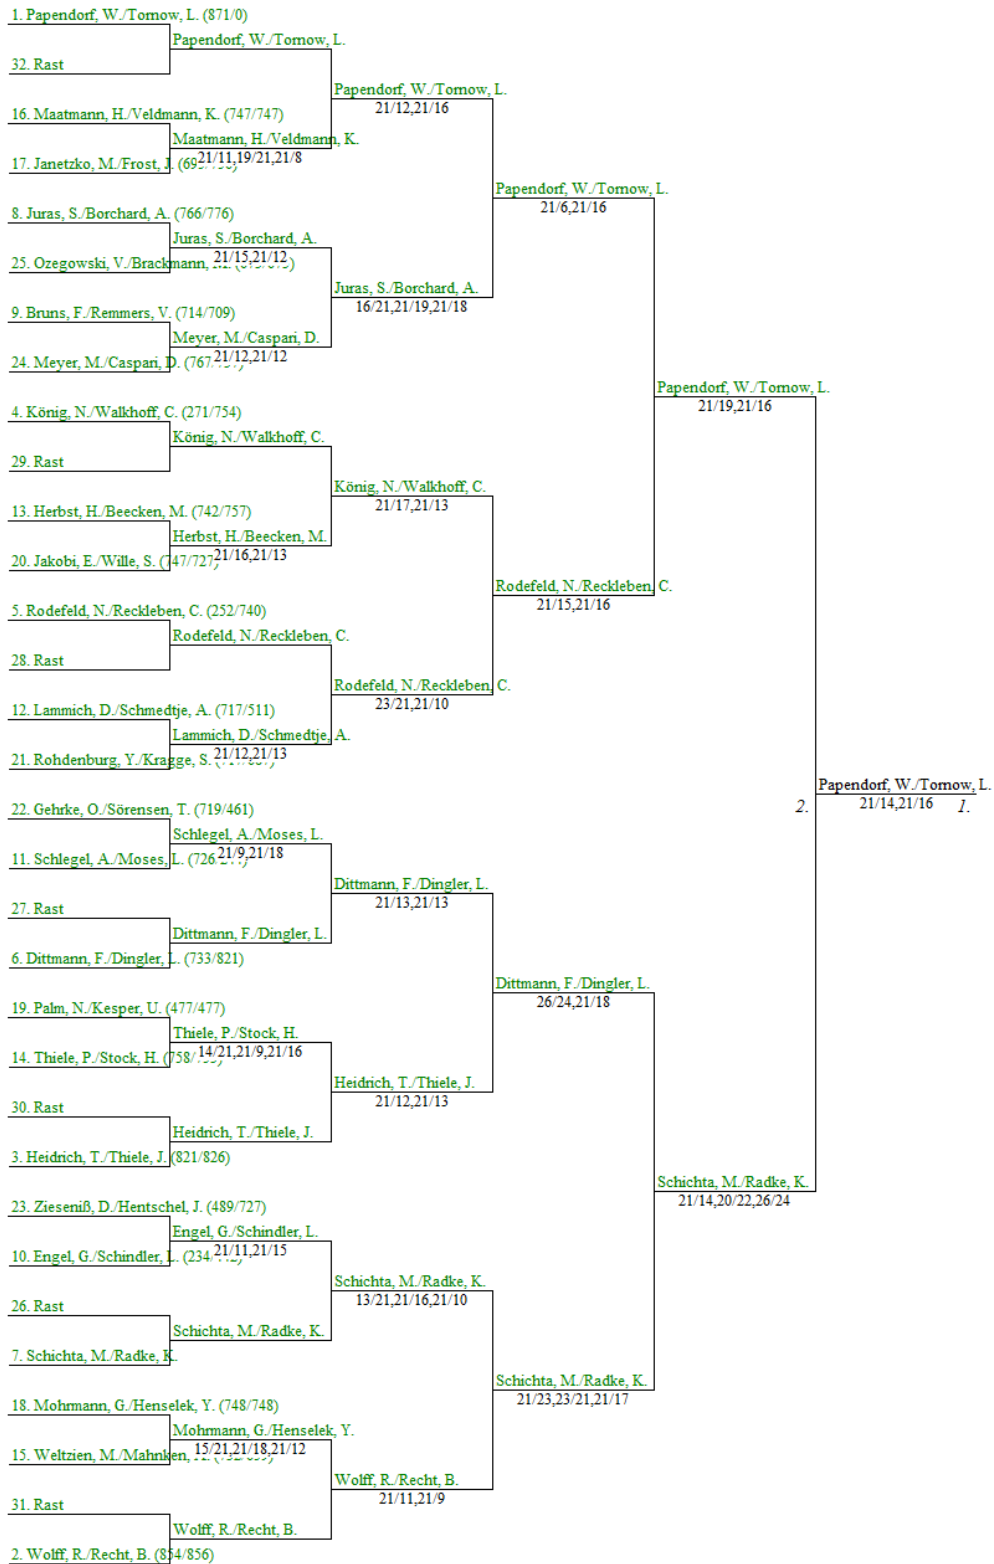 1. Papendorf, W./Tornow, L. (871/0)
Papendorf, W./Tornow, L.
32. Rast
Papendorf, W./Tornow, L.
21/12,21/16
16. Maatmann, H./Veldmann, K. (747/747)
Maatmann, H./Veldmann, K.
21/11,19/21,21/8
17. Janetzko, M./Frost, J.
Papendorf, W./Tornow, L.
21/6,21/16
8. Juras, S./Borchard, A. (766/776)
Juras, S./Borchard, A.
21/15,21/12
25. Ozegowski, V./Brackmann,
Juras, S./Borchard, A.
16/21,21/19,21/18
9. Bruns, F./Remmers, V. (714/709)
Meyer, M./Caspari, D.
21/12,21/12
24. Meyer, M./Caspari, D.
Papendorf, W./Tornow, L.
21/19,21/16
4. König, N./Walkhoff, C. (271/754)
König, N./Walkhoff, C.
29. Rast
König, N./Walkhoff, C.
21/17,21/13
13. Herbst, H./Beecken, M. (742/757)
Herbst, H./Beecken, M.
21/16,21/13
20. Jakobi, E./Wille, S. (747/727)
Rodefeld, N./Reckleben, C.
21/15,21/16
5. Rodefeld, N./Reckleben, C. (252/740)
Rodefeld, N./Reckleben, C.
28. Rast
Rodefeld, N./Reckleben, C.
23/21,21/10
12. Lammich, D./Schmedtje, A. (717/511)
Lammich, D./Schmedtje, A.
21/12,21/13
21. Rohdenburg, Y./Kragge, S.
Papendorf, W./Tornow, L.
2. 21/14,21/16 1.
22. Gehrke, O./Sörensen, T. (719/461)
Schlegel, A./Moses, L.
21/9,21/18
11. Schlegel, A./Moses, L.
Dittmann, F./Dingler, L.
21/13,21/13
27. Rast
Dittmann, F./Dingler, L.
6. Dittmann, F./Dingler, L. (733/821)
Dittmann, F./Dingler, L.
26/24,21/18
19. Palm, N./Kesper, U. (477/477)
Thiele, P./Stock, H.
14/21,21/9,21/16
14. Thiele, P./Stock, H.
Heidrich, T./Thiele, J.
21/12,21/13
30. Rast
Heidrich, T./Thiele, J.
3. Heidrich, T./Thiele, J. (821/826)
Schichta, M./Radke, K.
21/14,20/22,26/24
23. Zieseniß, D./Hentschel, J. (489/727)
Engel, G./Schindler, L.
21/11,21/15
10. Engel, G./Schindler, L.
Schichta, M./Radke, K.
13/21,21/16,21/10
26. Rast
Schichta, M./Radke, K.
7. Schichta, M./Radke, K.
Schichta, M./Radke, K.
21/23,23/21,21/17
18. Mohrmann, G./Henselek, Y. (748/748)
Mohrmann, G./Henselek, Y.
15/21,21/18,21/12
15. Weltzien, M./Mahnken,
Wolff, R./Recht, B.
21/11,21/9
31. Rast
Wolff, R./Recht, B.
2. Wolff, R./Recht, B. (854/856)